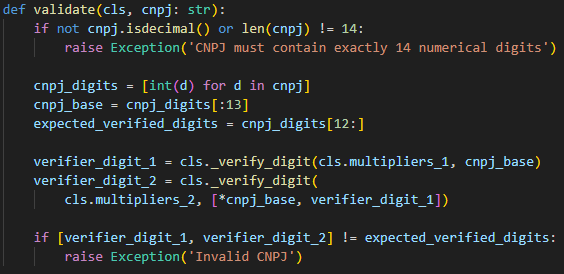 def validate(cls, cnpj: str):
    if not cnpj.isdecimal() or len(cnpj) != 14:
        raise Exception('CNPJ must contain exactly 14 numerical digits')
    cnpj_digits = [int(d) for d in cnpj]
    cnpj_base = cnpj_digits[:13]
    expected_verified_digits = cnpj_digits[12:]
    verifier_digit_1 = cls._verify_digit(cls.multipliers_1, cnpj_base)
    verifier_digit_2 = cls._verify_digit(
        cls.multipliers_2, [*cnpj_base, verifier_digit_1])
    if [verifier_digit_1, verifier_digit_2] != expected_verified_digits:
        raise Exception('Invalid CNPJ')